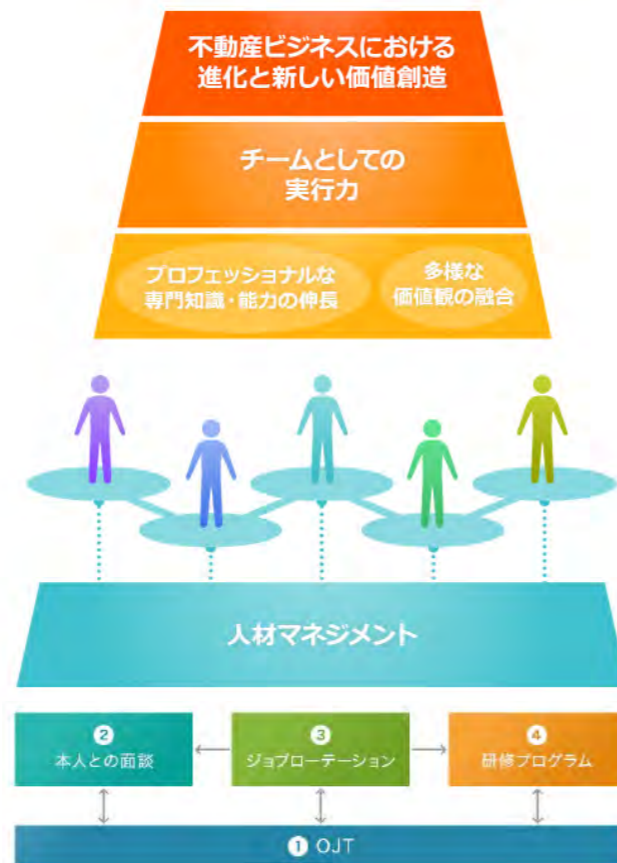 不動産ビジネスにおける
進化と新しい価値創造
チームとしての
実行力
プロフェッショナルな
専門知識・能力の伸長
多様な
価値観の融合
人材マネジメント
2
本人との面談
3
ジョブローテーション
4
研修プログラム
1 OJT